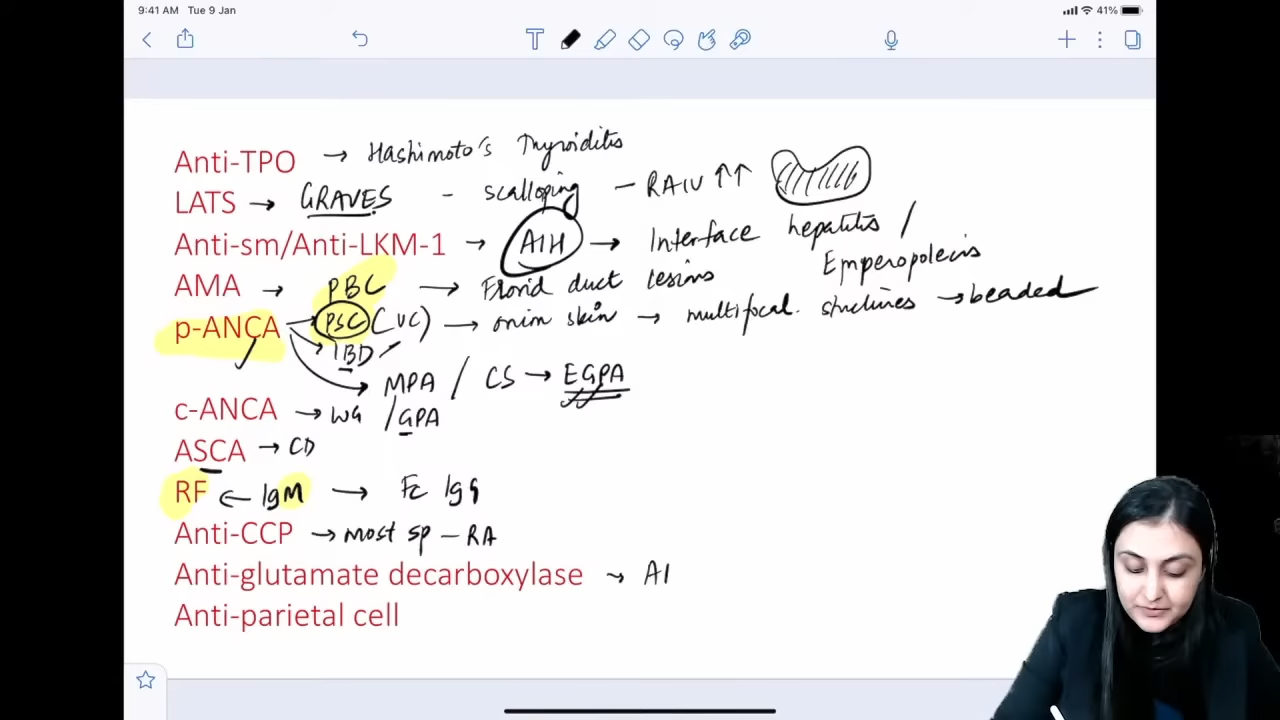 9:41 AM Tue 9 Jan 41%
Anti-TPO → Hashimoto's Thyroiditis
LATS → GRAVES - scalloping - RAIU ↑↑
Anti-sm/Anti-LKM-1 → AIH → Interface hepatitis /
Emperopolesis
AMA → PBC → Florid duct lesions
p-ANCA → PSC (UC) → onion skin → multifocal strictures → beaded
IBD
MPA / CS → EGPA
c-ANCA → WG / GPA
ASCA → CD
RF ← IgM → Fc IgG
Anti-CCP → most sp - RA
Anti-glutamate decarboxylase → AI
Anti-parietal cell